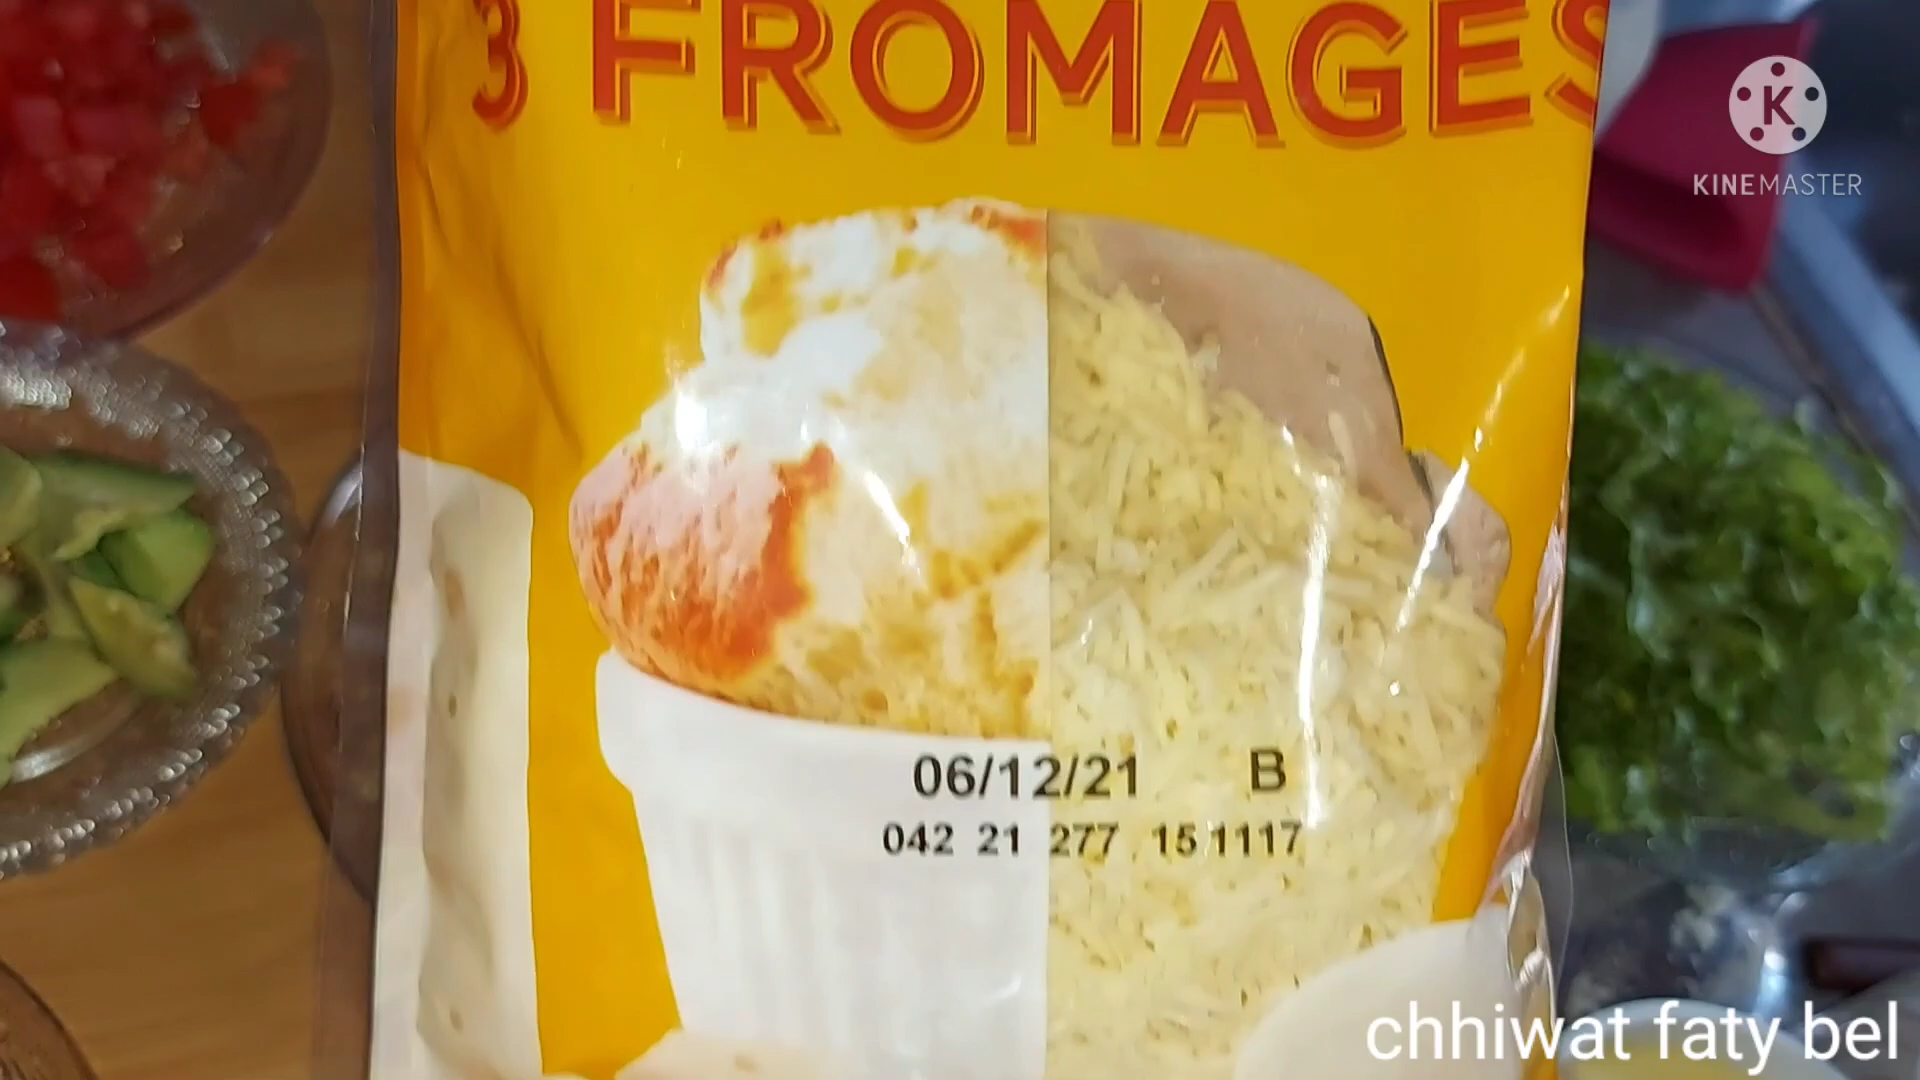 3 FROMAGES
K
KINEMASTER
06/12/21 B
042 21 277 15 1117
chhiwat faty bel